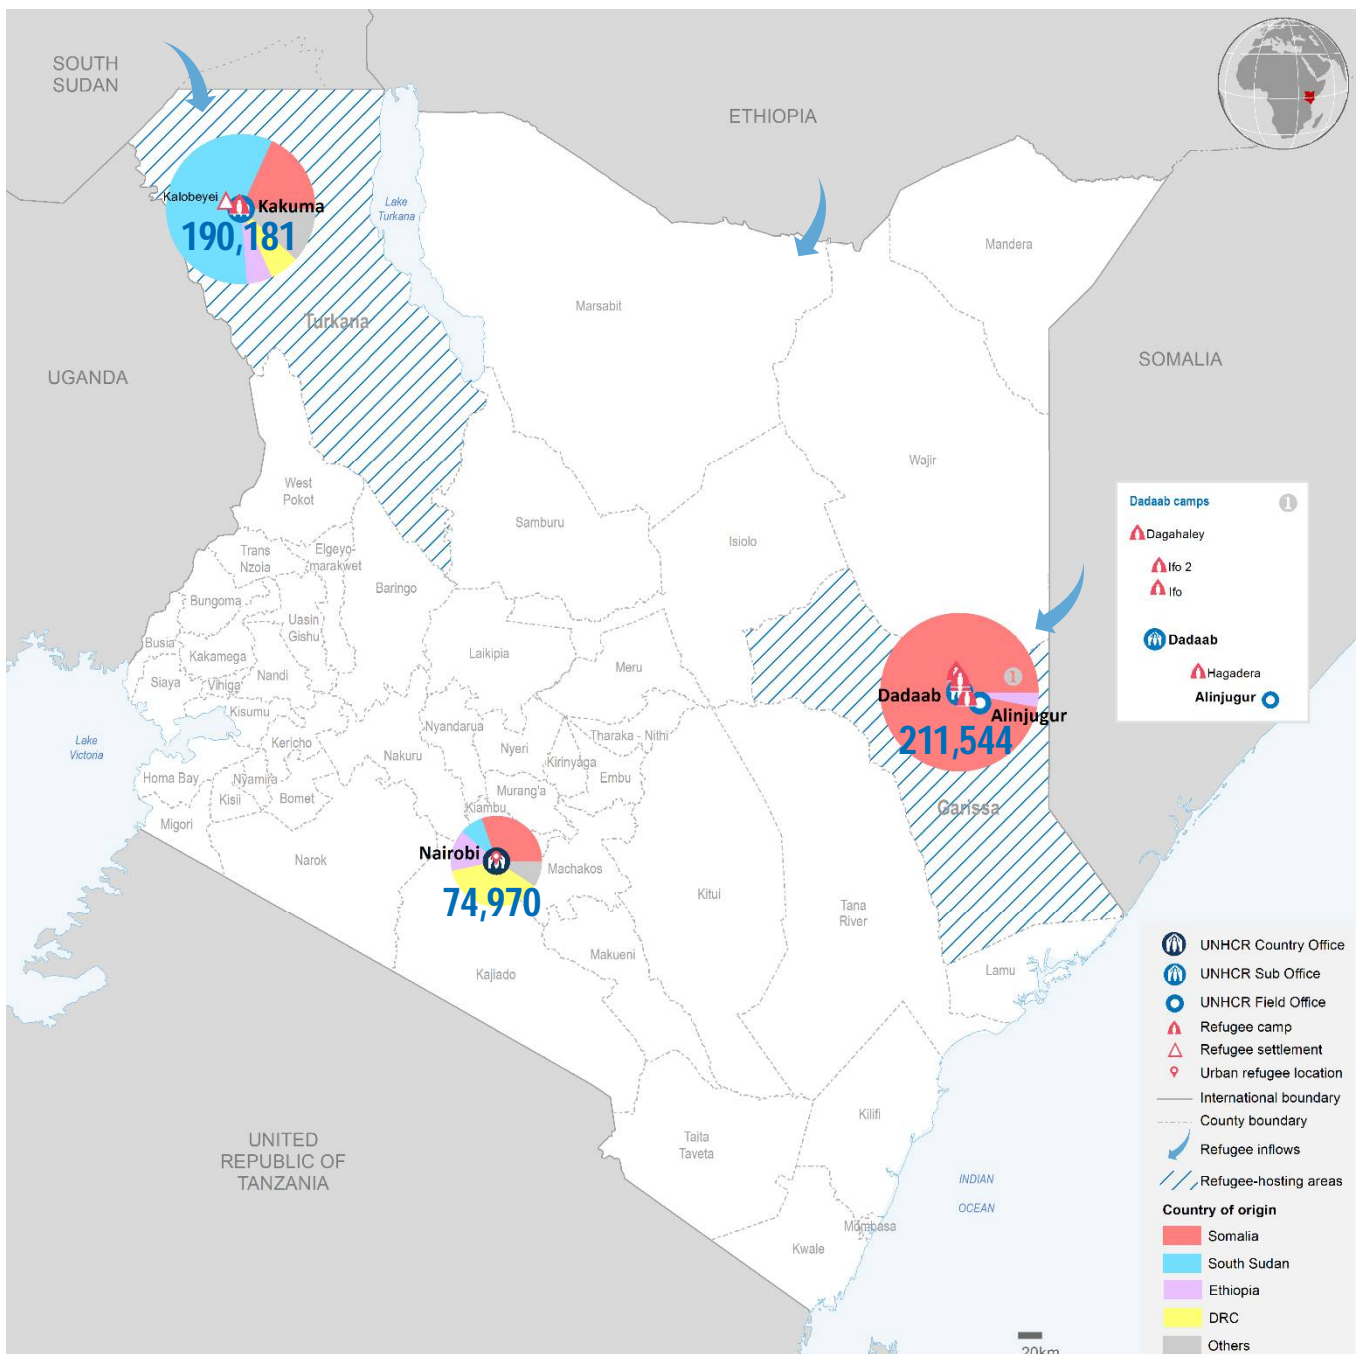 SOUTH
SUDAN
ETHIOPIA
Kalobeyei
Kakuma
190,181
Lake
Turkana
Mandera
Marsabit
Turkana
UGANDA
SOMALIA
Wajir
West
Pokot
Samburu
Isiolo
Dadaab camps
1
Dagahaley
Ifo 2
Ifo
Dadaab
Hagadera
Alinjugur
Trans
Nzoia
Elgeyo-
marakwet
Baringo
Bungoma
Uasin
Gishu
Busia
Kakamega
Laikipia
Meru
Siaya
Vihiga
Nandi
Kisumu
1
Dadaab
Alinjugur
211,544
Lake
Victoria
Kericho
Nyandarua
Nyeri
Tharaka - Nithi
Nakuru
Kirinyaga
Embu
Homa Bay
Nyamira
Kisii
Bomet
Murang'a
Kiambu
Migori
Garissa
Narok
Nairobi
74,970
Machakos
Kitui
Tana
River
Makueni
Kajiado
Lamu
UNHCR Country Office
UNHCR Sub Office
UNHCR Field Office
Refugee camp
Refugee settlement
Urban refugee location
International boundary
County boundary
Refugee inflows
Refugee-hosting areas
Country of origin
Somalia
South Sudan
Ethiopia
DRC
Others
Kilifi
Taita
Taveta
UNITED
REPUBLIC OF
TANZANIA
INDIAN
OCEAN
Mombasa
Kwale
20km